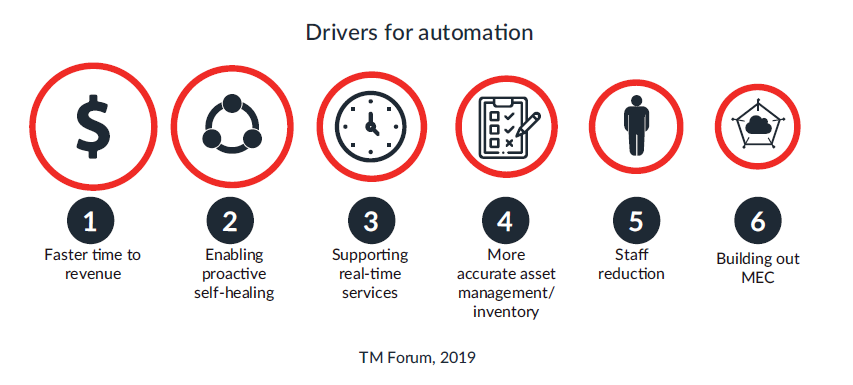 Drivers for automation
$
1
2
3
4
5
6
Faster time to
revenue
Enabling
proactive
self-healing
Supporting
real-time
services
More
accurate asset
management/
inventory
Staff
reduction
Building out
MEC
TM Forum, 2019